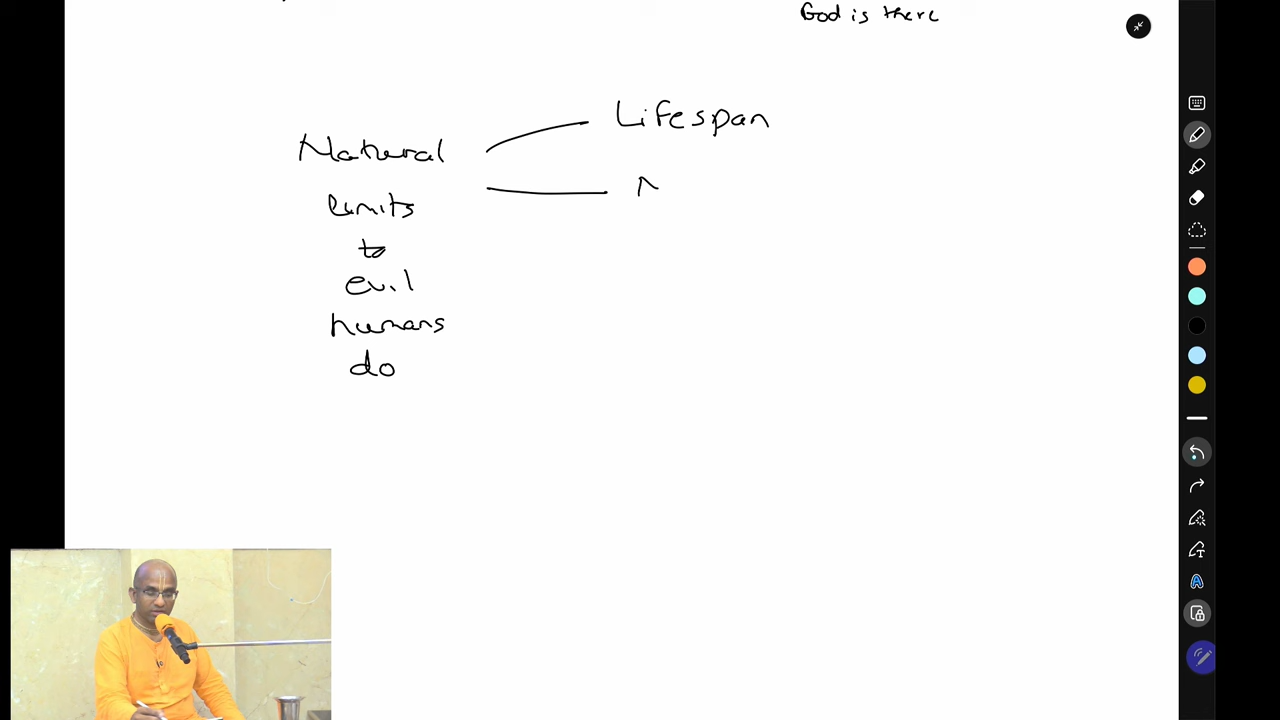 God is there
Lifespan
Natural
limits
to
evil
humans
do